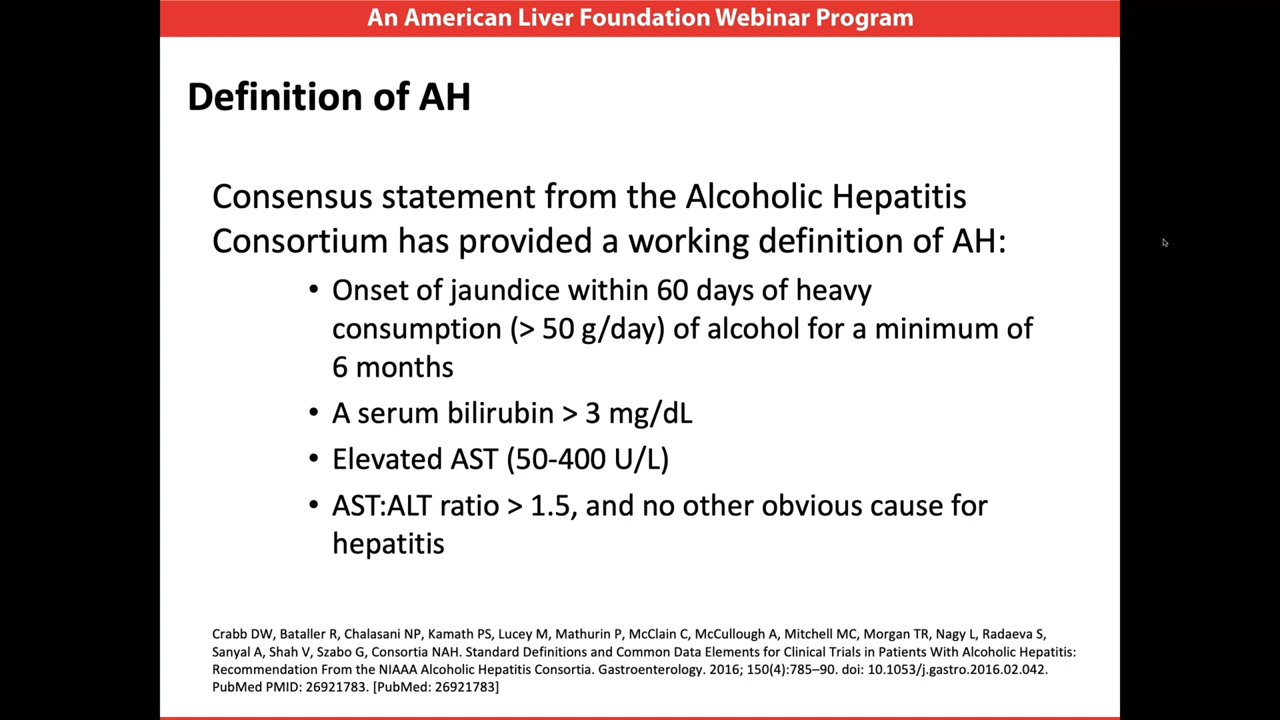 An American Liver Foundation Webinar Program
Definition of AH
Consensus statement from the Alcoholic Hepatitis
Consortium has provided a working definition of AH:
• Onset of jaundice within 60 days of heavy
consumption (> 50 g/day) of alcohol for a minimum of
6 months
• A serum bilirubin > 3 mg/dL
• Elevated AST (50-400 U/L)
• AST:ALT ratio > 1.5, and no other obvious cause for
hepatitis
Crabb DW, Bataller R, Chalasani NP, Kamath PS, Lucey M, Mathurin P, McClain C, McCullough A, Mitchell MC, Morgan TR, Nagy L, Radaeva S,
Sanyal A, Shah V, Szabo G, Consortia NAH. Standard Definitions and Common Data Elements for Clinical Trials in Patients With Alcoholic Hepatitis:
Recommendation From the NIAAA Alcoholic Hepatitis Consortia. Gastroenterology. 2016; 150(4):785–90. doi: 10.1053/j.gastro.2016.02.042.
PubMed PMID: 26921783. [PubMed: 26921783]